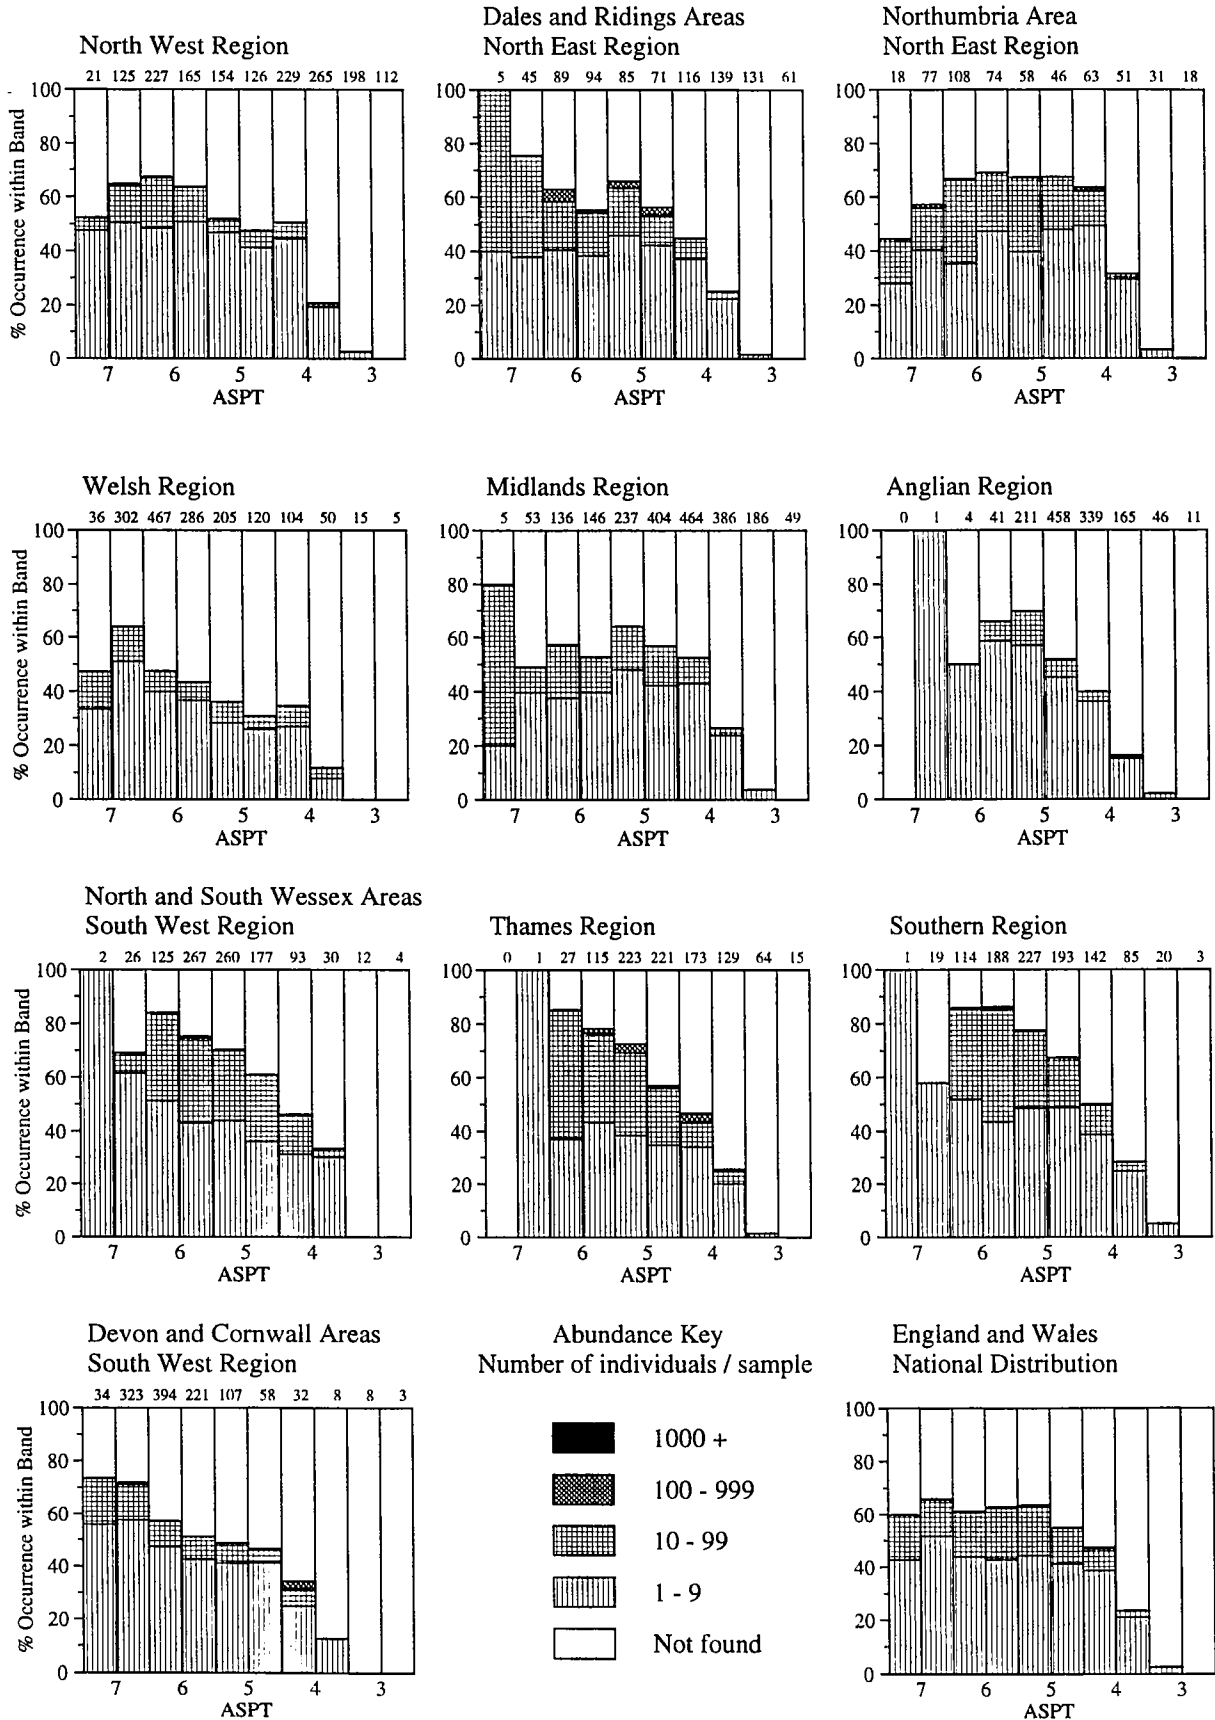 North West Region
21 125 227 165 154 126 229 265 198 112
% Occurrence within Band
100
80
60
40
20
0
7 6 5 4 3
ASPT
Dales and Ridings Areas
North East Region
5 45 89 94 85 71 116 139 131 61
100
80
60
40
20
0
7 6 5 4 3
ASPT
Northumbria Area
North East Region
18 77 108 74 58 46 63 51 31 18
100
80
60
40
20
0
7 6 5 4 3
ASPT
Welsh Region
36 302 467 286 205 120 104 50 15 5
% Occurrence within Band
100
80
60
40
20
0
7 6 5 4 3
ASPT
Midlands Region
5 53 136 146 237 404 464 386 186 49
100
80
60
40
20
0
7 6 5 4 3
ASPT
Anglian Region
0 1 4 41 211 458 339 165 46 11
100
80
60
40
20
0
7 6 5 4 3
ASPT
North and South Wessex Areas
South West Region
2 26 125 267 260 177 93 30 12 4
% Occurrence within Band
100
80
60
40
20
0
7 6 5 4 3
ASPT
Thames Region
0 1 27 115 223 221 173 129 64 15
100
80
60
40
20
0
7 6 5 4 3
ASPT
Southern Region
1 19 114 188 227 193 142 85 20 3
100
80
60
40
20
0
7 6 5 4 3
ASPT
Devon and Cornwall Areas
South West Region
34 323 394 221 107 58 32 8 8 3
% Occurrence within Band
100
80
60
40
20
0
7 6 5 4 3
ASPT
Abundance Key
Number of individuals / sample
1000 +
100 - 999
10 - 99
1 - 9
Not found
England and Wales
National Distribution
100
80
60
40
20
0
7 6 5 4 3
ASPT